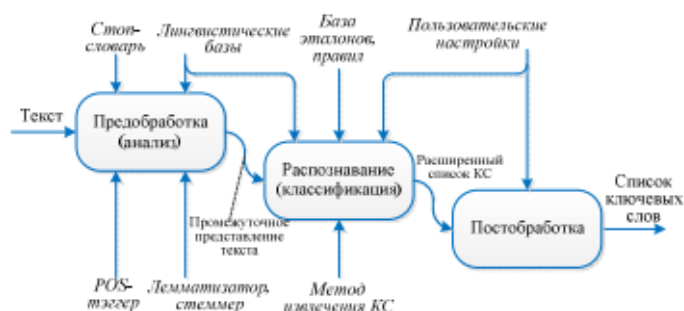 Стоп-
словарь
Лингвистические
базы
База
эталонов,
правил
Пользовательские
настройки
Текст
Предобработка
(анализ)
Распознавание
(классификация)
Расширенный
список КС
Список
ключевых
слов
Промежуточное
представление
текста
Постобработка
POS-
тэггер
Лемматизатор,
стеммер
Метод
извлечения КС